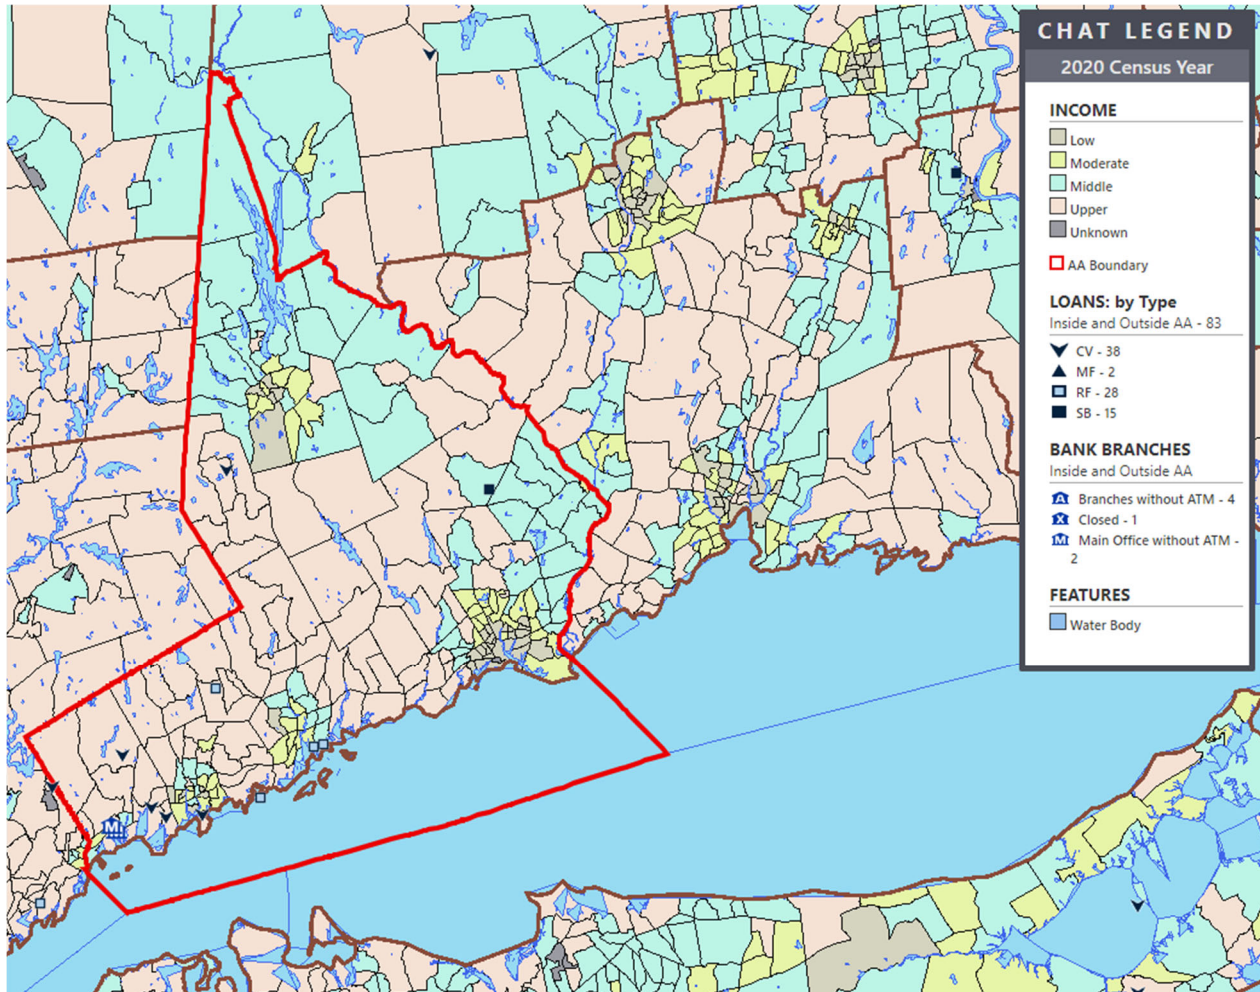 CHAT LEGEND
2020 Census Year
INCOME
Low
Moderate
Middle
Upper
Unknown
AA Boundary
LOANS: by Type
Inside and Outside AA - 83
CV - 38
MF - 2
RF - 28
SB - 15
BANK BRANCHES
Inside and Outside AA
A Branches without ATM - 4
X Closed - 1
M Main Office without ATM -
2
FEATURES
Water Body
M